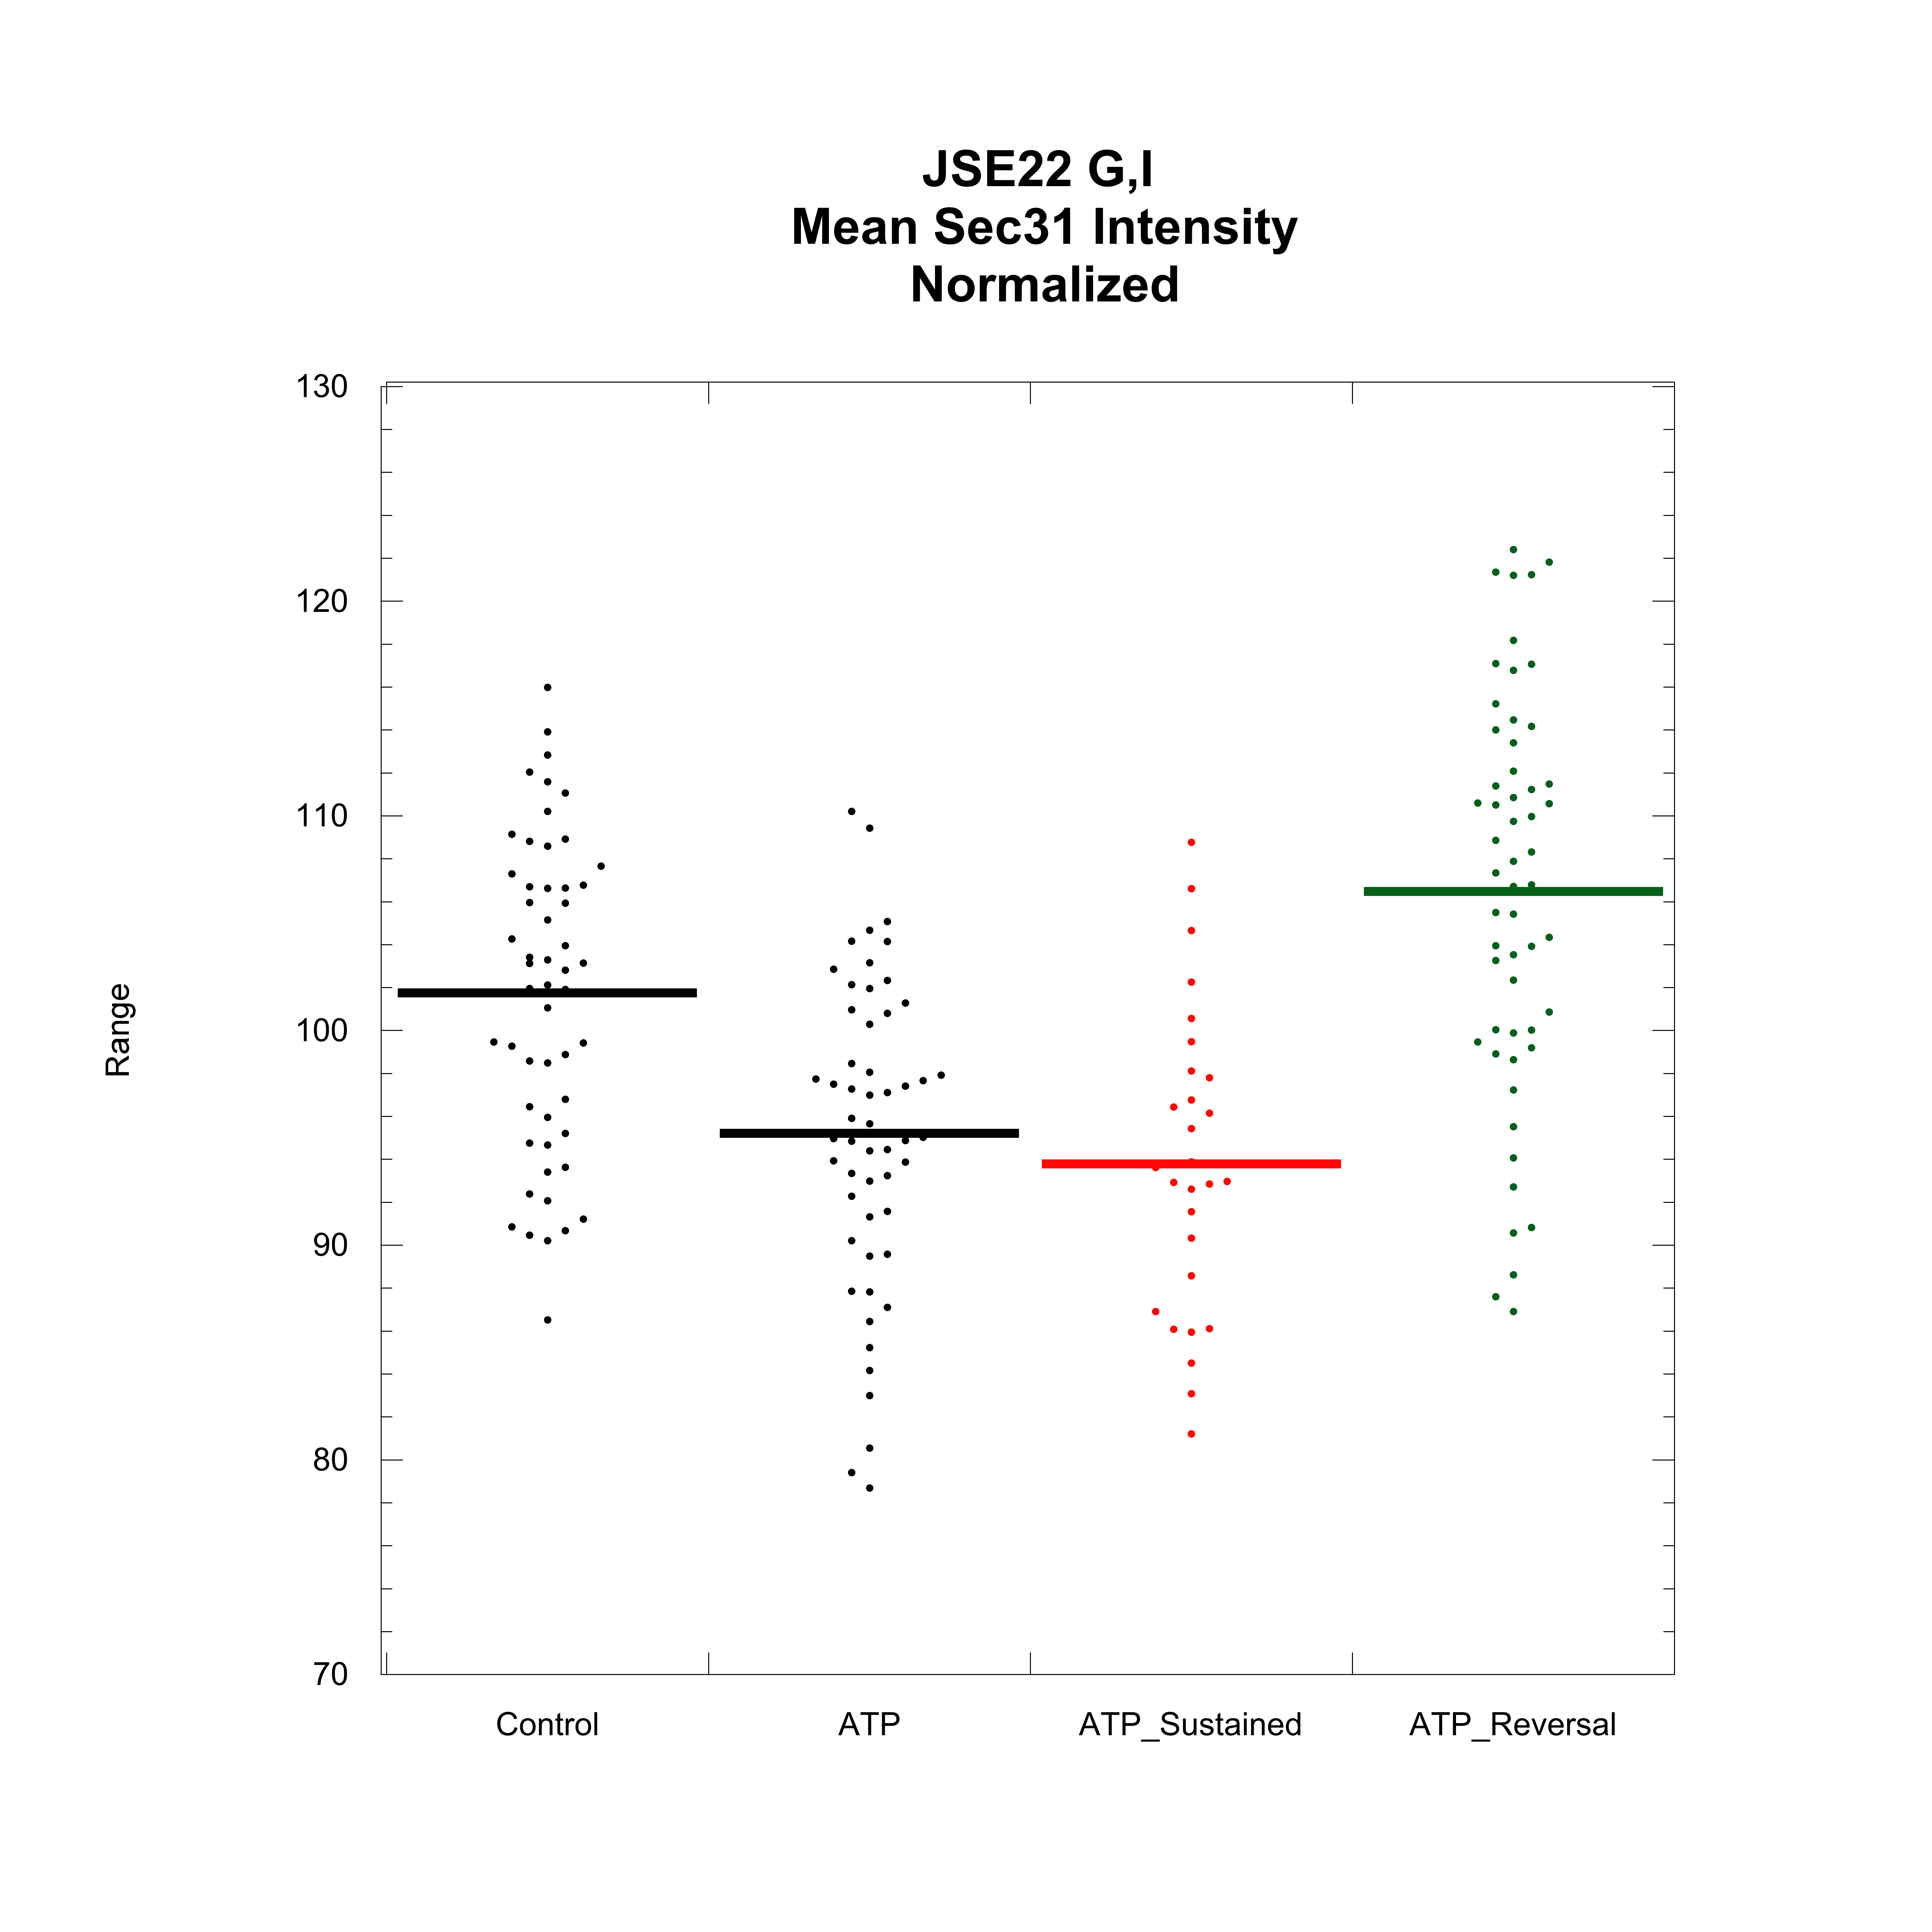 JSE22 G,I
Mean Sec31 Intensity
Normalized
130
120
110
100
90
80
70
Range
Control
ATP
ATP_Sustained
ATP_Reversal